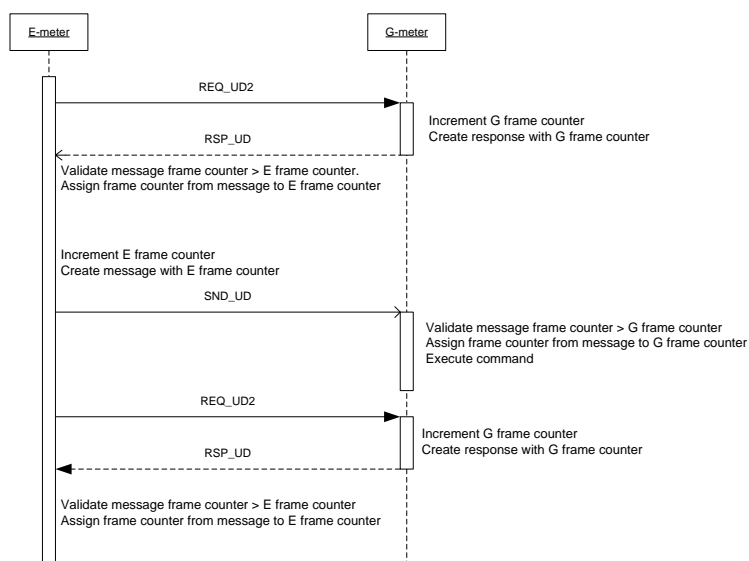 E-meter
G-meter
REQ_UD2
Increment G frame counter
Create response with G frame counter
RSP_UD
Validate message frame counter > E frame counter.
Assign frame counter from message to E frame counter
Increment E frame counter
Create message with E frame counter
SND_UD
Validate message frame counter > G frame counter
Assign frame counter from message to G frame counter
Execute command
REQ_UD2
Increment G frame counter
Create response with G frame counter
RSP_UD
Validate message frame counter > E frame counter
Assign frame counter from message to E frame counter